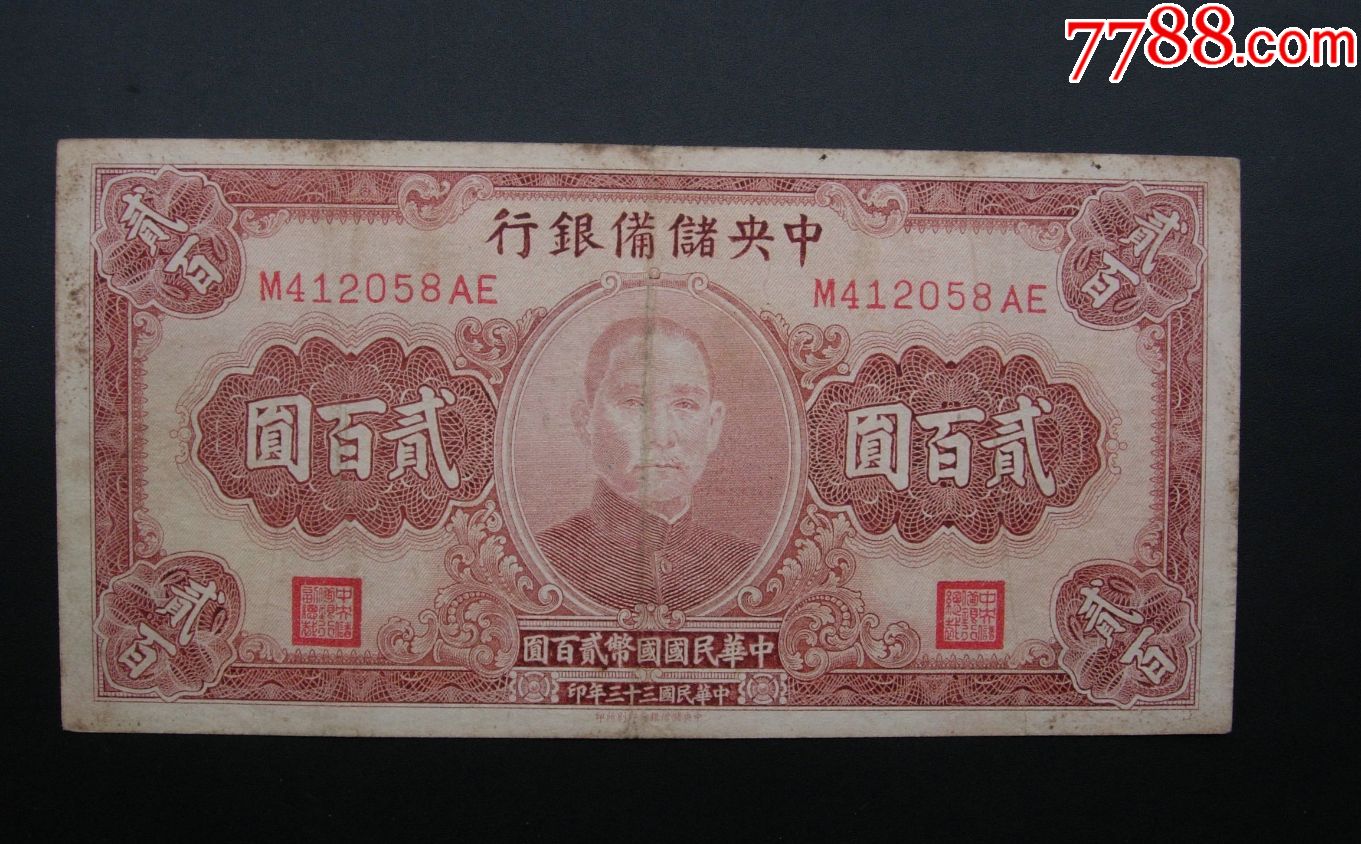 7788.com
中央儲備銀行
貳百
貳百
M412058AE
M412058AE
貳百圓
貳百圓
貳百
貳百
中華民國國幣貳百圓
中華民國三十三年印